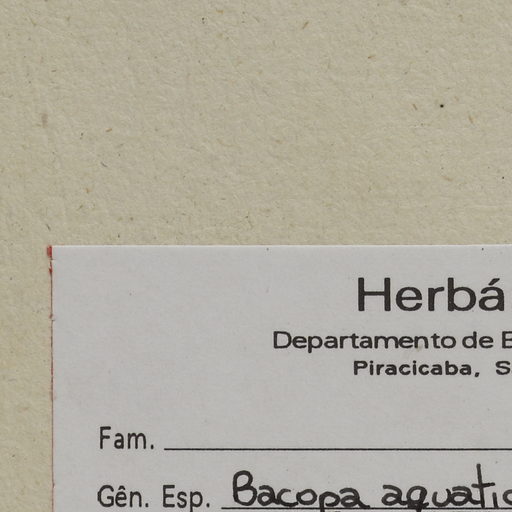 Herbá
Departamento de B
Piracicaba, S
Fam.
Gên. Esp. Bacopa aquatic